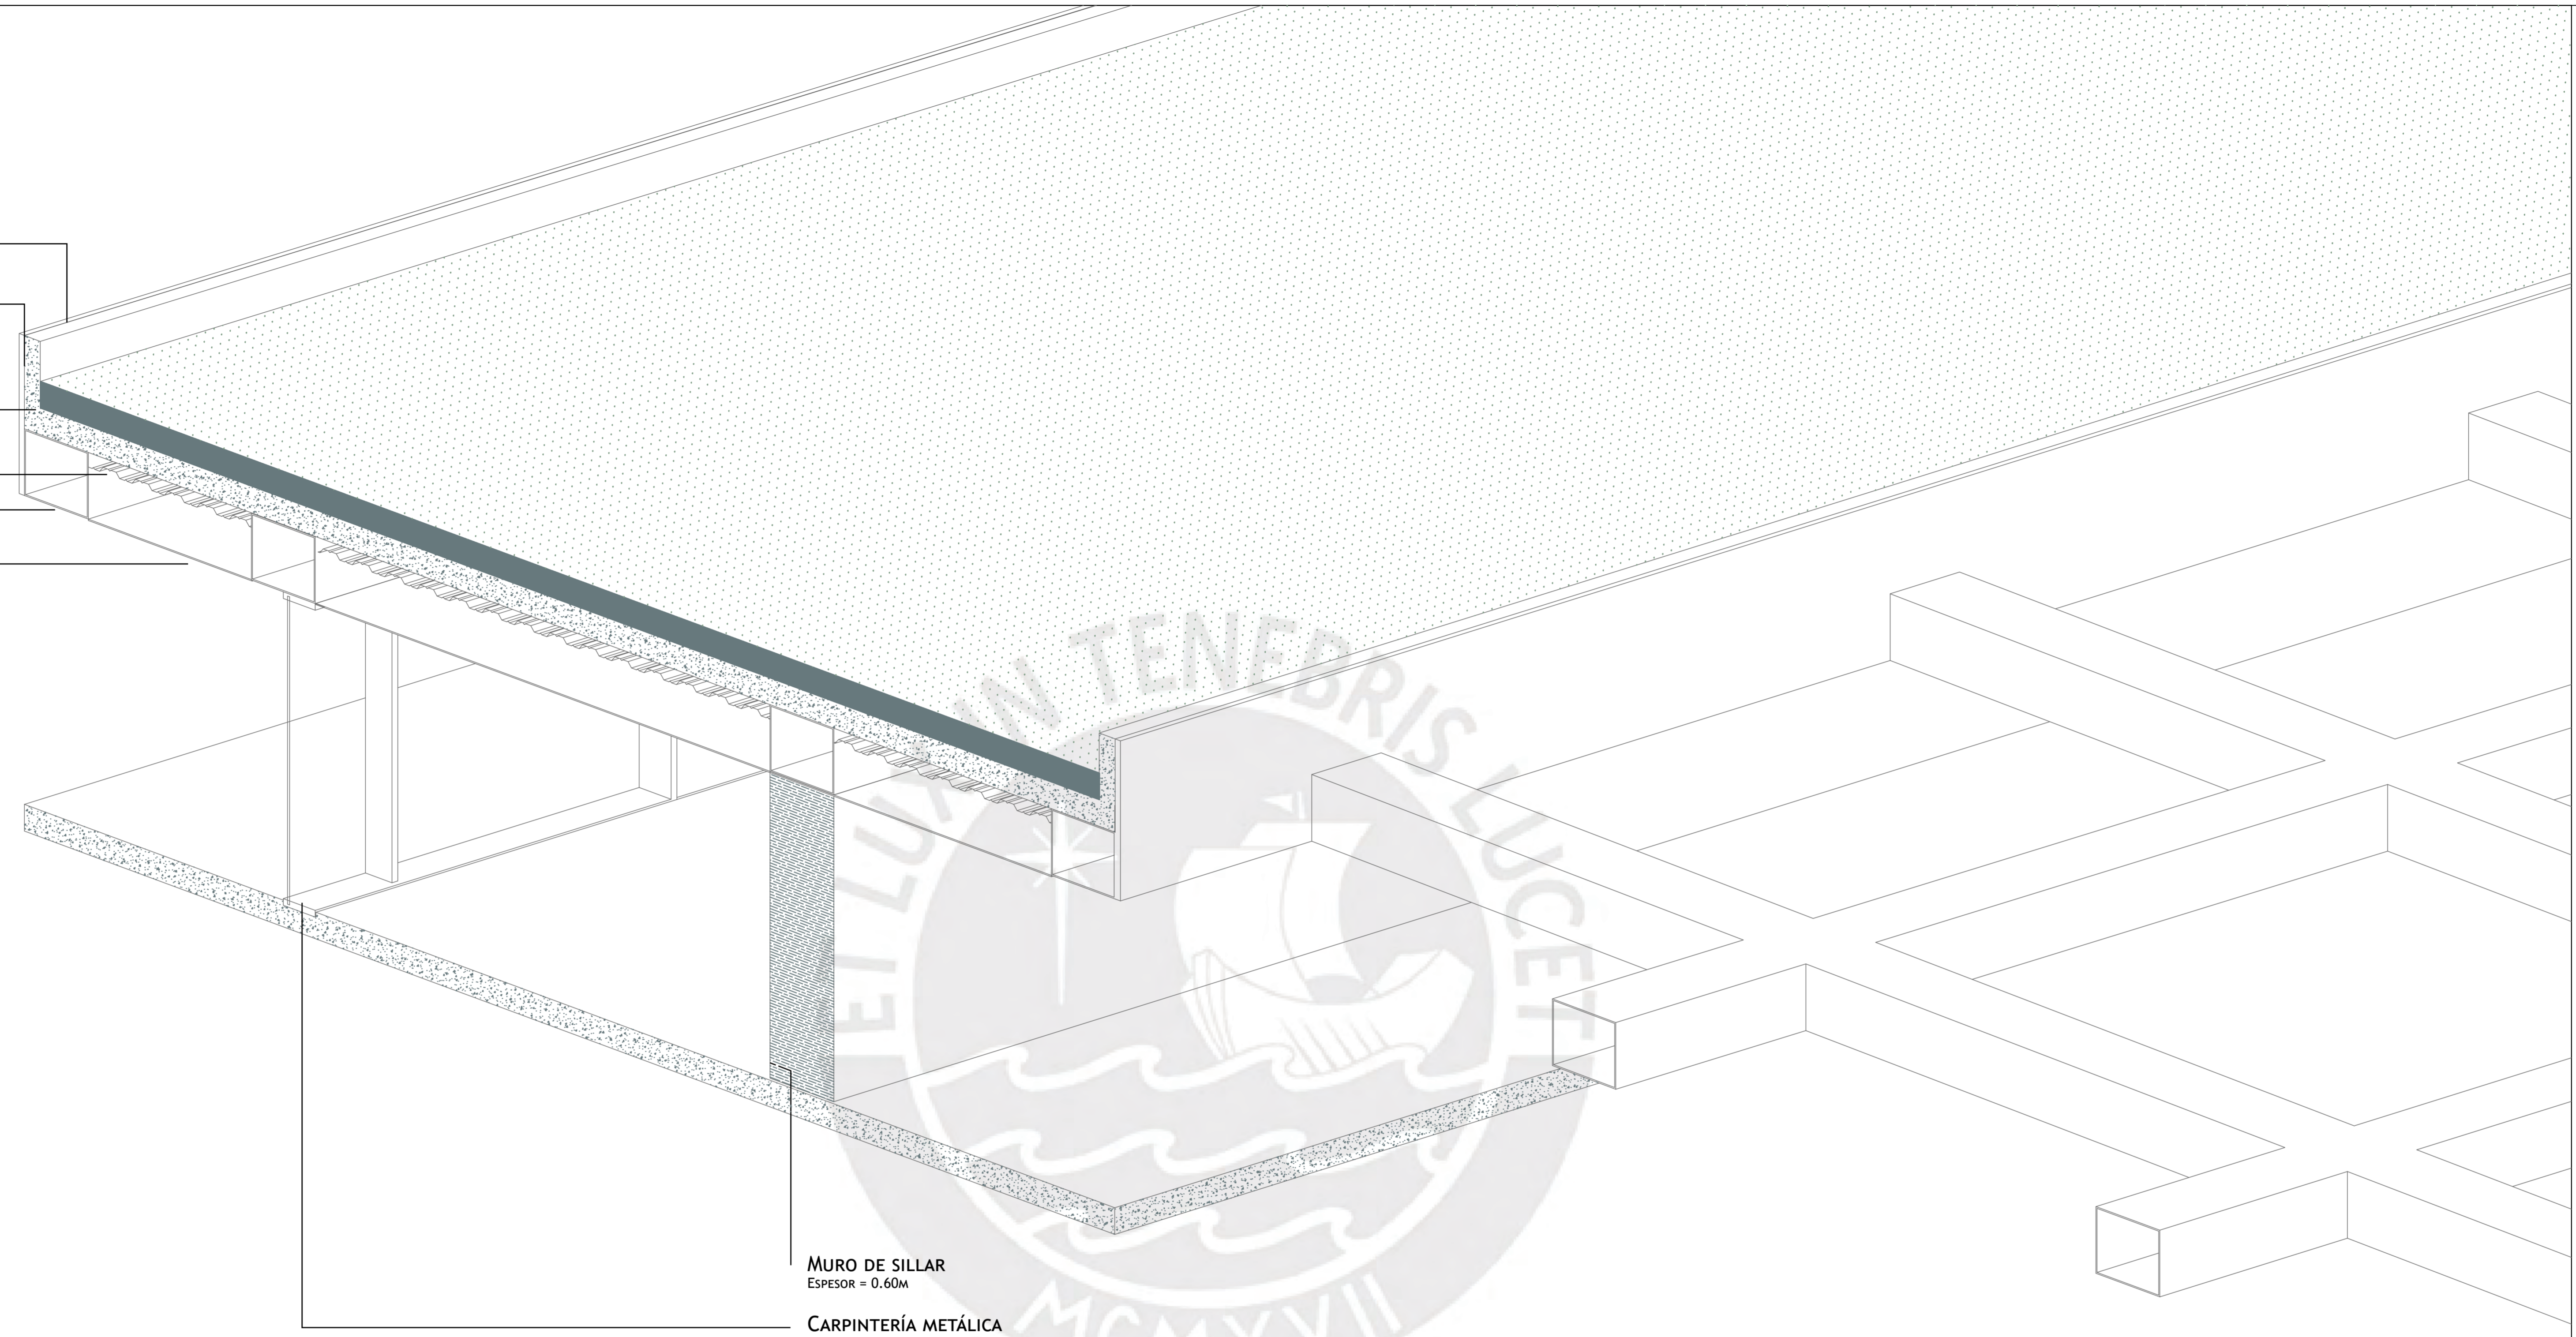 ET LUX IN TENEBRIS LUCET
MURO DE SILLAR
ESPESOR = 0.60M
CARPINTERÍA METÁLICA
MCMXVII